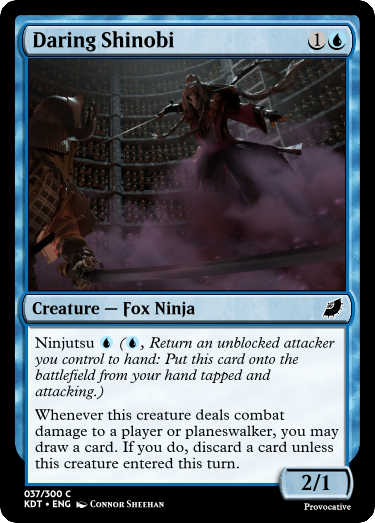 Daring Shinobi 1
Creature — Fox Ninja
Ninjutsu (, Return an unblocked attacker
you control to hand: Put this card onto the
battlefield from your hand tapped and
attacking.)
Whenever this creature deals combat
damage to a player or planeswalker, you may
draw a card. If you do, discard a card unless
this creature entered this turn.
2/1
037/300 C
KDT • ENG Connor Sheehan
Provocative